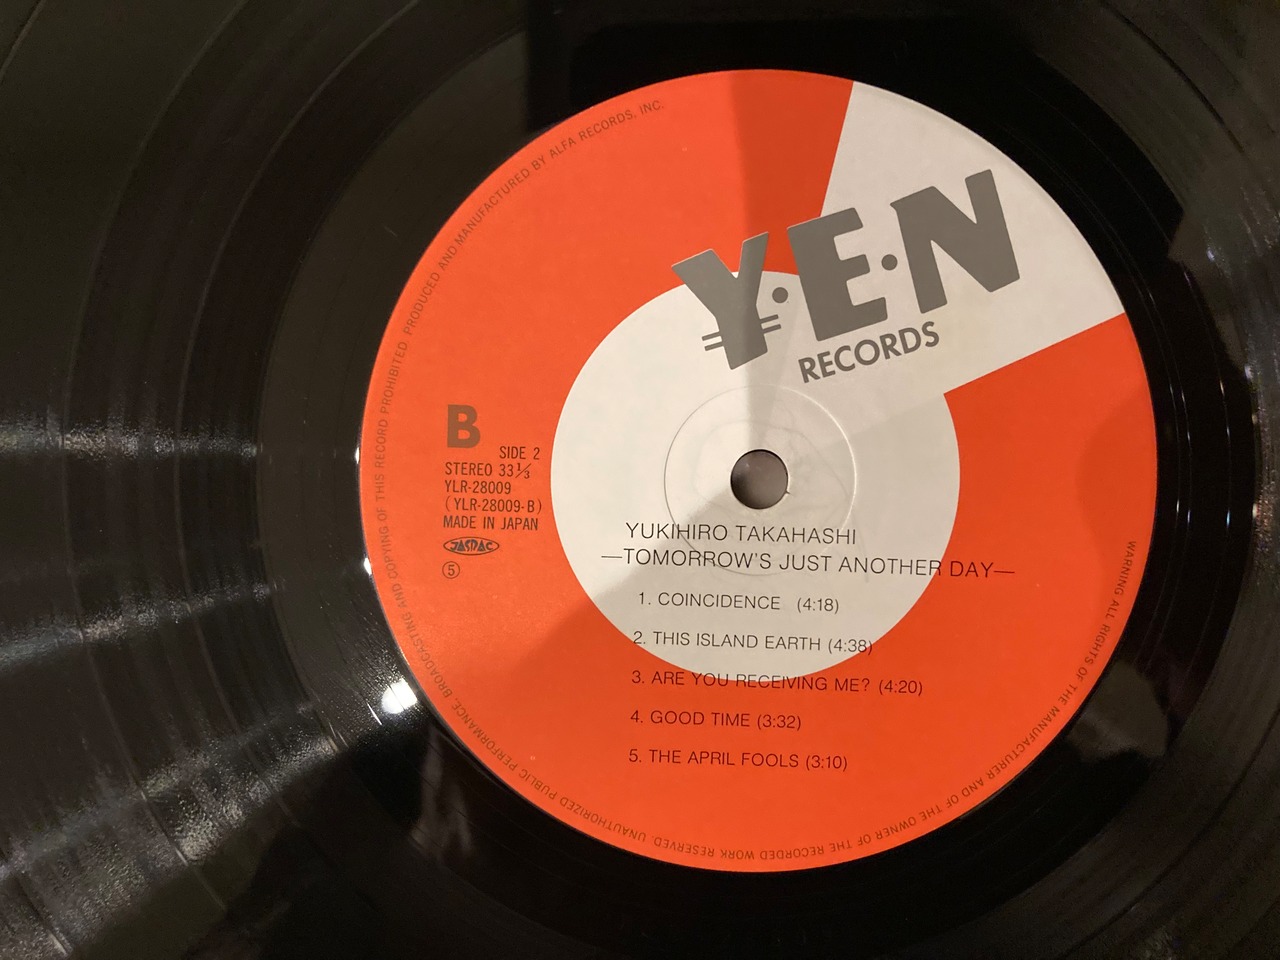 Y·E·N
RECORDS
B
SIDE 2
STEREO 33 1/3
YLR-28009
(YLR-28009-B)
MADE IN JAPAN
JASRAC
⑤
YUKIHIRO TAKAHASHI
—TOMORROW'S JUST ANOTHER DAY—
1. COINCIDENCE (4:18)
2. THIS ISLAND EARTH (4:38)
3. ARE YOU RECEIVING ME? (4:20)
4. GOOD TIME (3:32)
5. THE APRIL FOOLS (3:10)
WARNING ALL RIGHTS OF THE MANUFACTURER AND OF THE OWNER OF THE RECORDED WORK RESERVED. UNAUTHORIZED PUBLIC PERFORMANCE, BROADCASTING AND COPYING OF THIS RECORD PROHIBITED. PRODUCED AND MANUFACTURED BY ALFA RECORDS, INC.